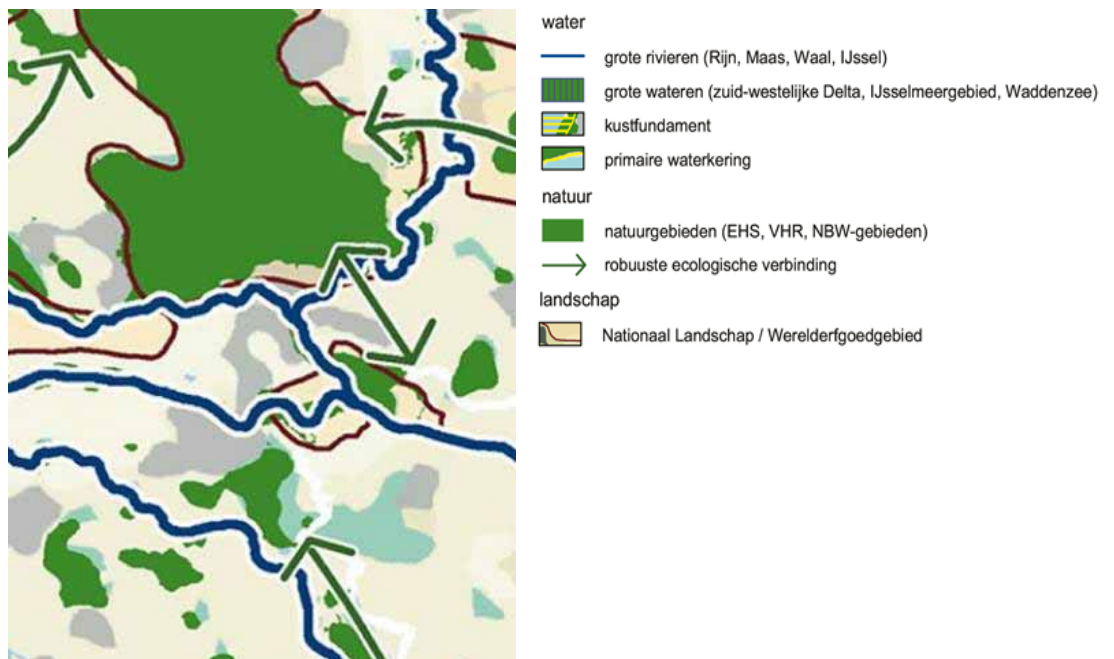 water
grote rivieren (Rijn, Maas, Waal, IJssel)
grote wateren (zuid-westelijke Delta, IJsselmeergebied, Waddenzee)
kustfundament
primaire waterkering
natuur
natuurgebieden (EHS, VHR, NBW-gebieden)
robuuste ecologische verbinding
landschap
Nationaal Landschap / Werelderfgoedgebied